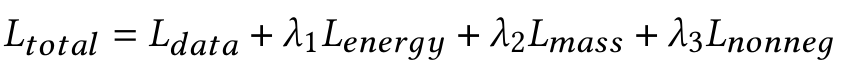 L_{total} = L_{data} + λ_1 L_{energy} + λ_2 L_{mass} + λ_3 L_{nonneg}